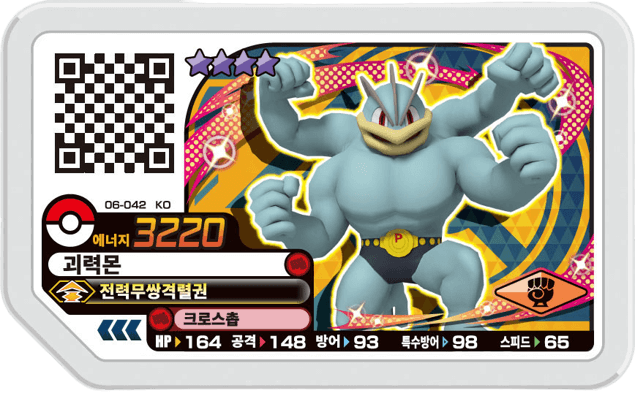 06-042 KO
에너지 3220
괴력몬
전력무쌍격렬권
크로스촙
HP 164 공격 148 방어 93 특수방어 98 스피드 65
P